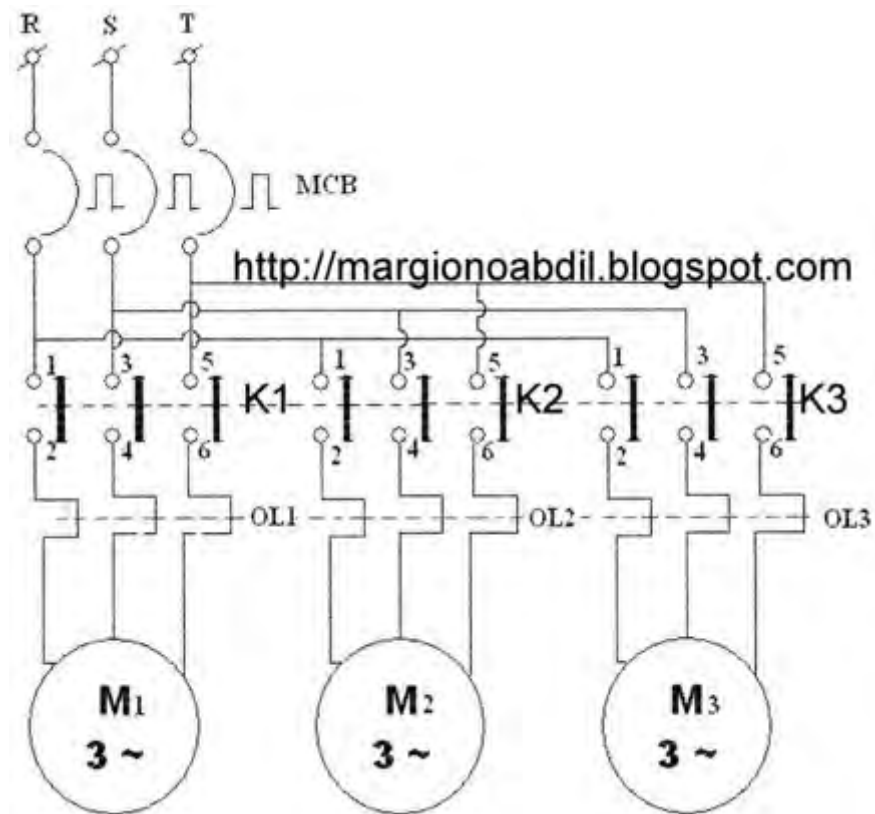 R S T
MCB
http://margionoabdil.blogspot.com
1 3 5 1 3 5 1 3 5
K1 K2 K3
2 4 6 2 4 6 2 4 6
OL1 OL2 OL3
M1 M2 M3
3 ~ 3 ~ 3 ~